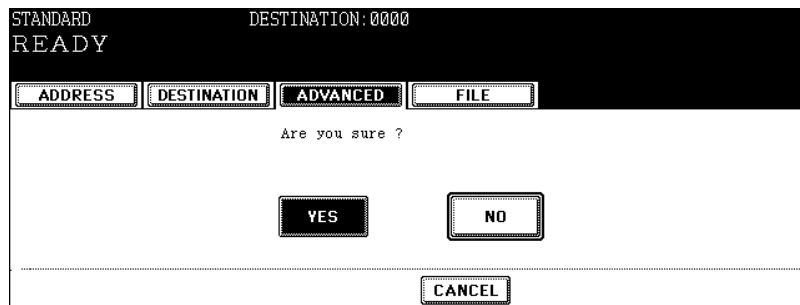 STANDARD DESTINATION:0000
READY
ADDRESS DESTINATION ADVANCED FILE
Are you sure ?
YES NO
CANCEL